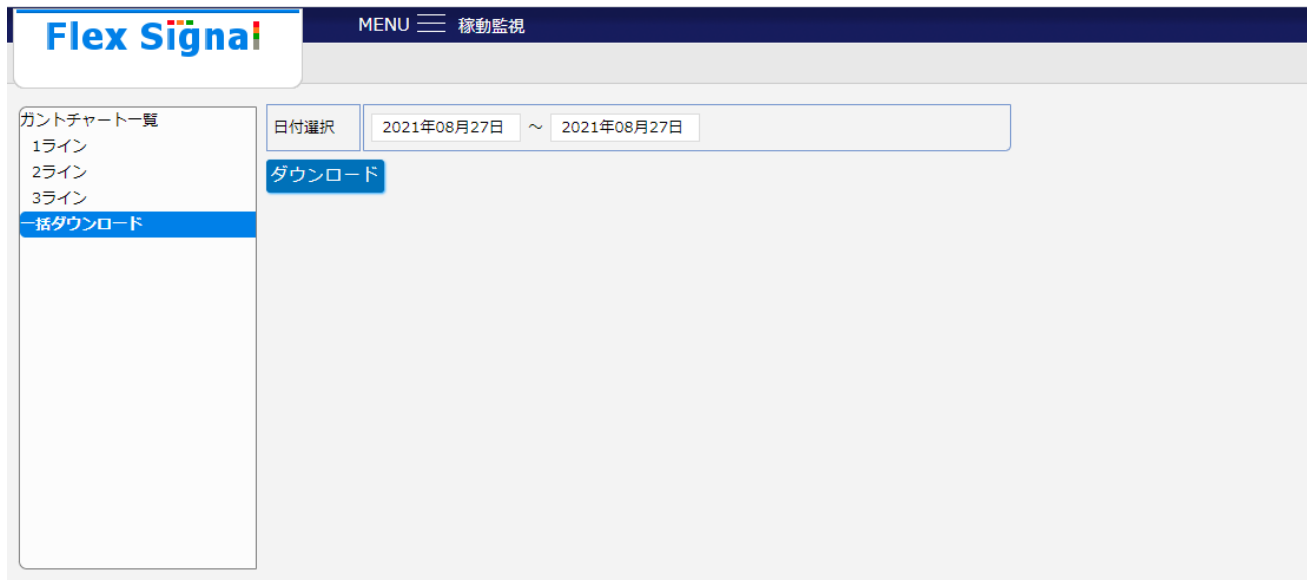 Flex Signal
MENU 稼動監視
ガントチャート一覧
1ライン
2ライン
3ライン
一括ダウンロード
日付選択 2021年08月27日 ～ 2021年08月27日
ダウンロード